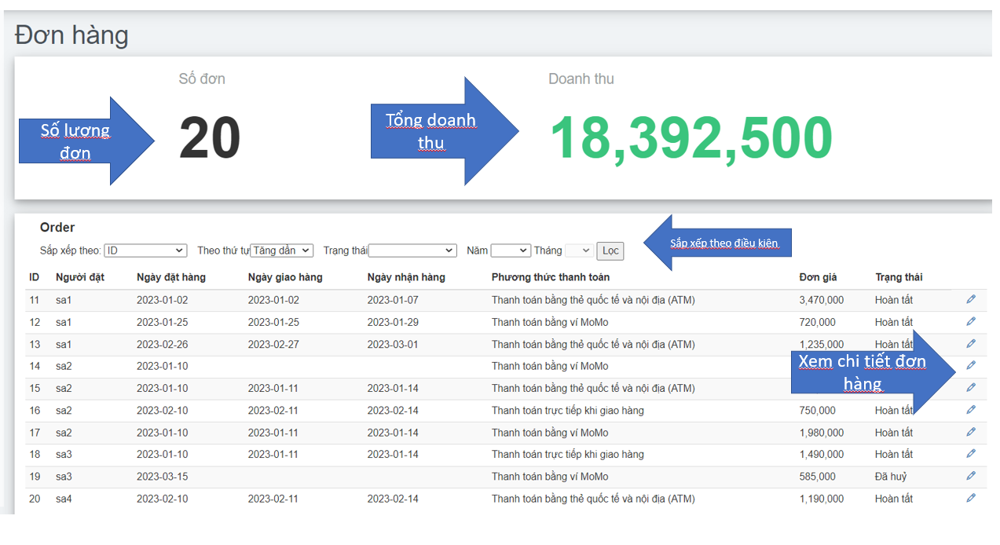 Đơn hàng
Số đơn
Doanh thu
Số lượng
đơn
20
Tổng doanh
thu
18,392,500
Order
Sắp xếp theo: ID Theo thứ tự Tăng dần Trạng thái Năm Tháng Lọc
Sắp xếp theo điều kiện
ID Người đặt Ngày đặt hàng Ngày giao hàng Ngày nhận hàng Phương thức thanh toán Đơn giá Trạng thái
11 sa1 2023-01-02 2023-01-02 2023-01-07 Thanh toán bằng thẻ quốc tế và nội địa (ATM) 3,470,000 Hoàn tất
12 sa1 2023-01-25 2023-01-25 2023-01-29 Thanh toán bằng ví MoMo 720,000 Hoàn tất
13 sa1 2023-02-26 2023-02-27 2023-03-01 Thanh toán bằng thẻ quốc tế và nội địa (ATM) 1,235,000 Hoàn tất
14 sa2 2023-01-10 Thanh toán bằng ví MoMo
Xem chi tiết đơn
hàng
15 sa2 2023-01-10 2023-01-11 2023-01-14 Thanh toán bằng thẻ quốc tế và nội địa (ATM)
16 sa2 2023-02-10 2023-02-11 2023-02-14 Thanh toán trực tiếp khi giao hàng 750,000 Hoàn tất
17 sa2 2023-01-10 2023-01-11 2023-01-14 Thanh toán bằng ví MoMo 1,980,000 Hoàn tất
18 sa3 2023-01-10 2023-01-11 2023-01-14 Thanh toán trực tiếp khi giao hàng 1,490,000 Hoàn tất
19 sa3 2023-03-15 Thanh toán bằng ví MoMo 585,000 Đã huỷ
20 sa4 2023-02-10 2023-02-11 2023-02-14 Thanh toán bằng thẻ quốc tế và nội địa (ATM) 1,190,000 Hoàn tất